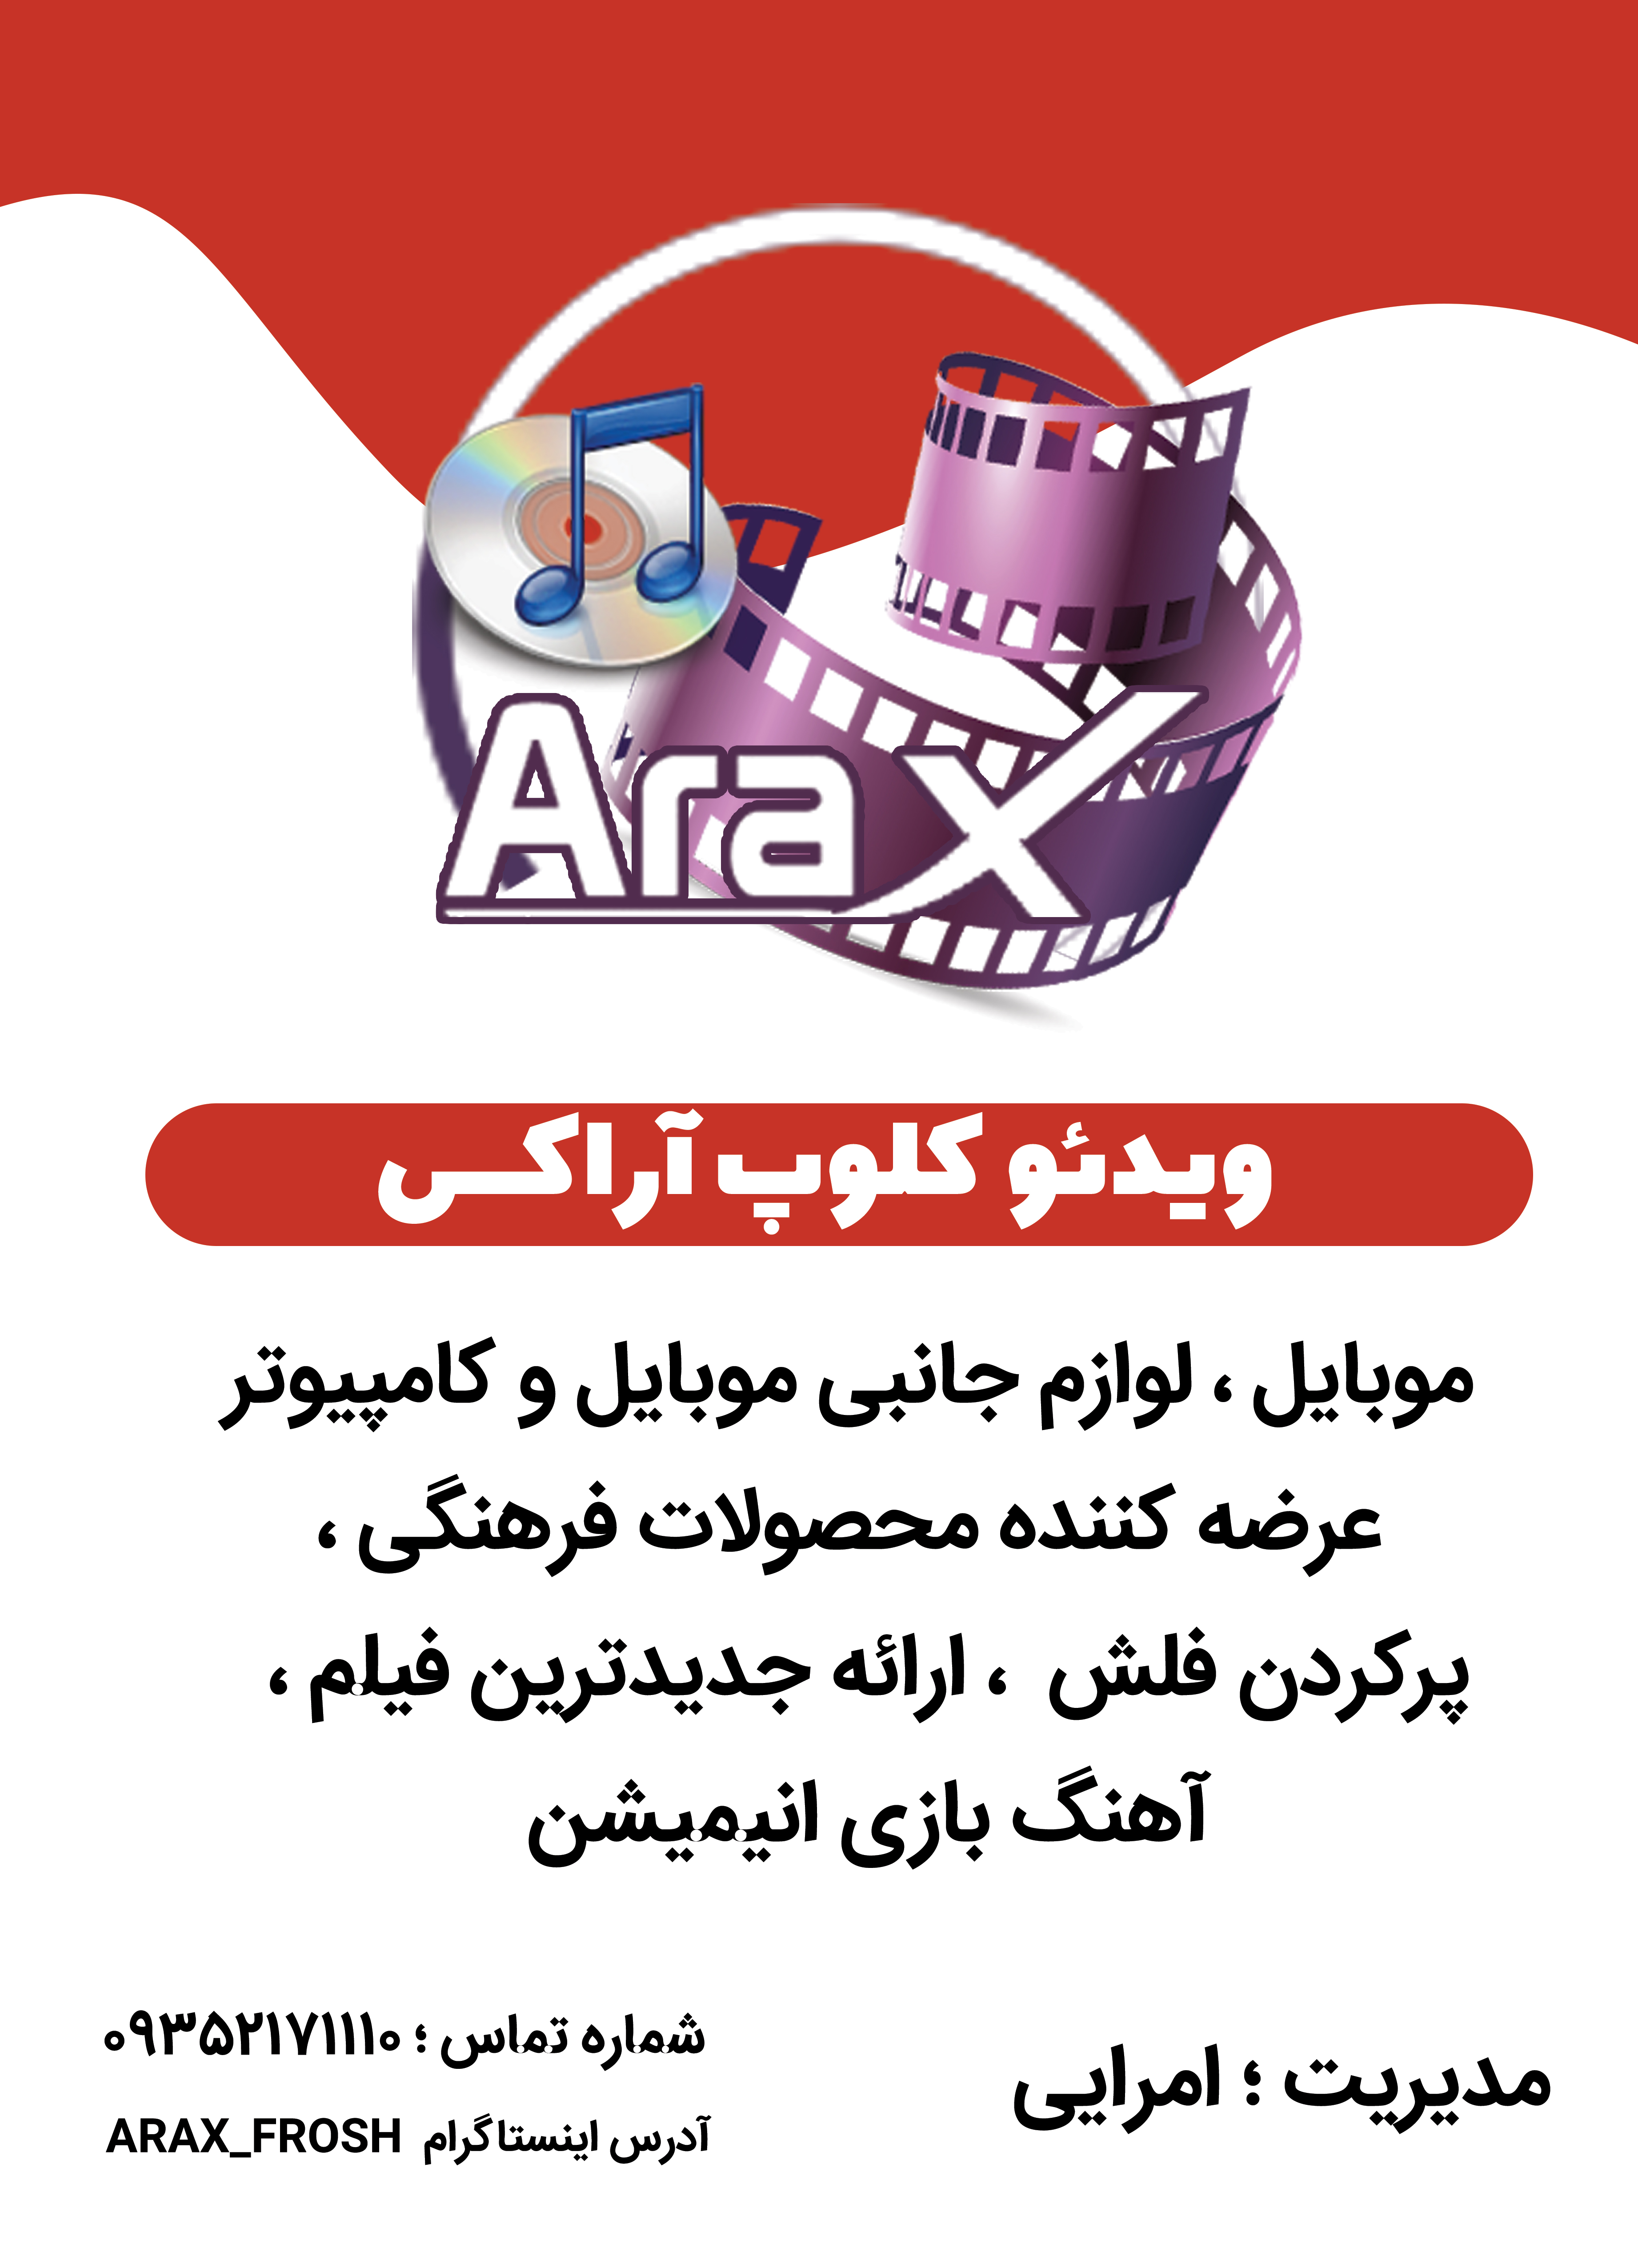 Arax
ویدئو کلوپ آراکی
موبایل ، لوازم جانبی موبایل و کامپیوتر
عرضه کننده محصولات فرهنگی ،
پرکردن فلش ، ارائه جدیدترین فیلم ،
آهنگ بازی انیمیشن
مدیریت ؛ امرایی
شماره تماس ؛ ۰۹۳۵۲۱۷۱۱۱۰
آدرس اینستاگرام ARAX_FROSH